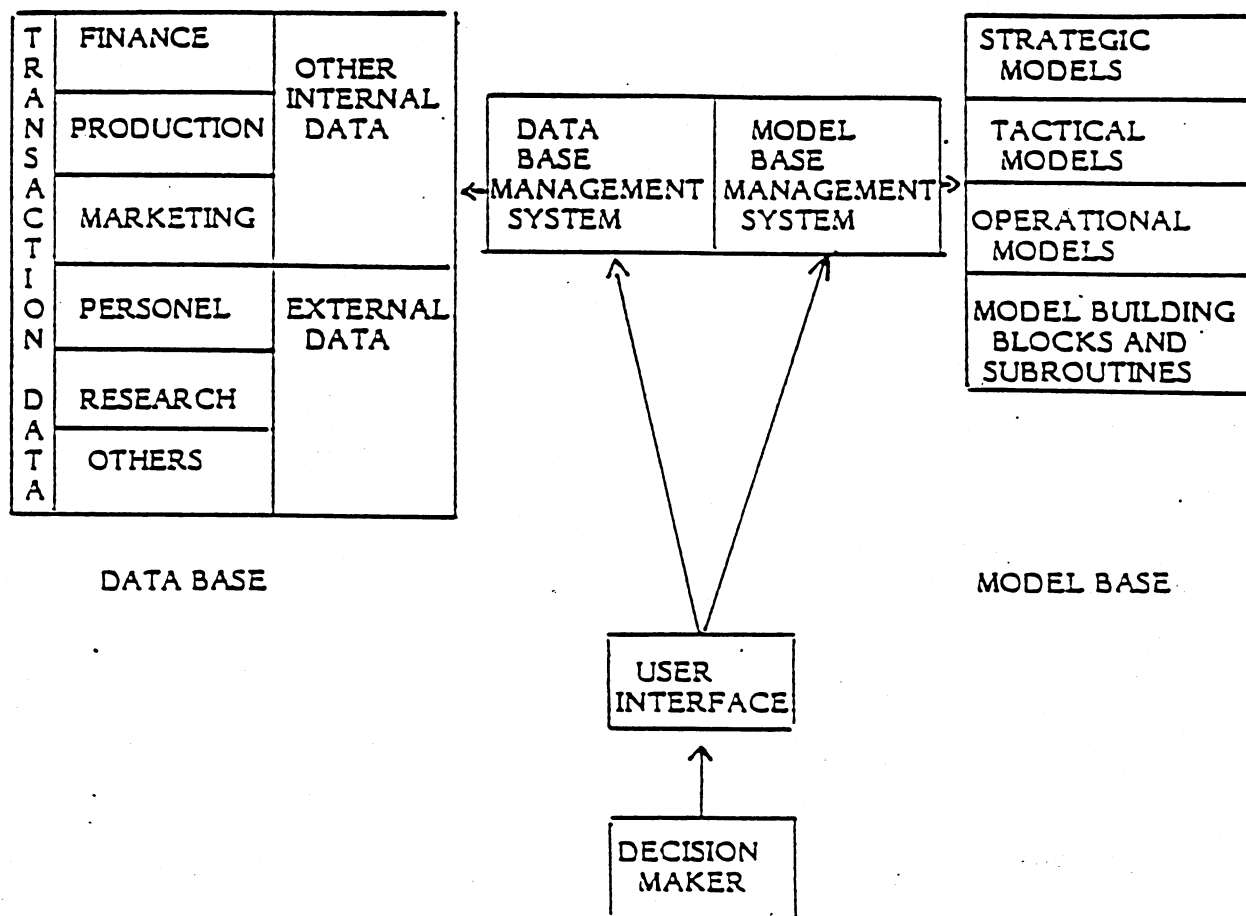 TRANSACTION DATA
FINANCE
PRODUCTION
MARKETING
PERSONEL
RESEARCH
OTHERS
OTHER
INTERNAL
DATA
EXTERNAL
DATA
DATA BASE
DATA
BASE
MANAGEMENT
SYSTEM
MODEL
BASE
MANAGEMENT
SYSTEM
STRATEGIC
MODELS
TACTICAL
MODELS
OPERATIONAL
MODELS
MODEL BUILDING
BLOCKS AND
SUBROUTINES
MODEL BASE
USER
INTERFACE
DECISION
MAKER